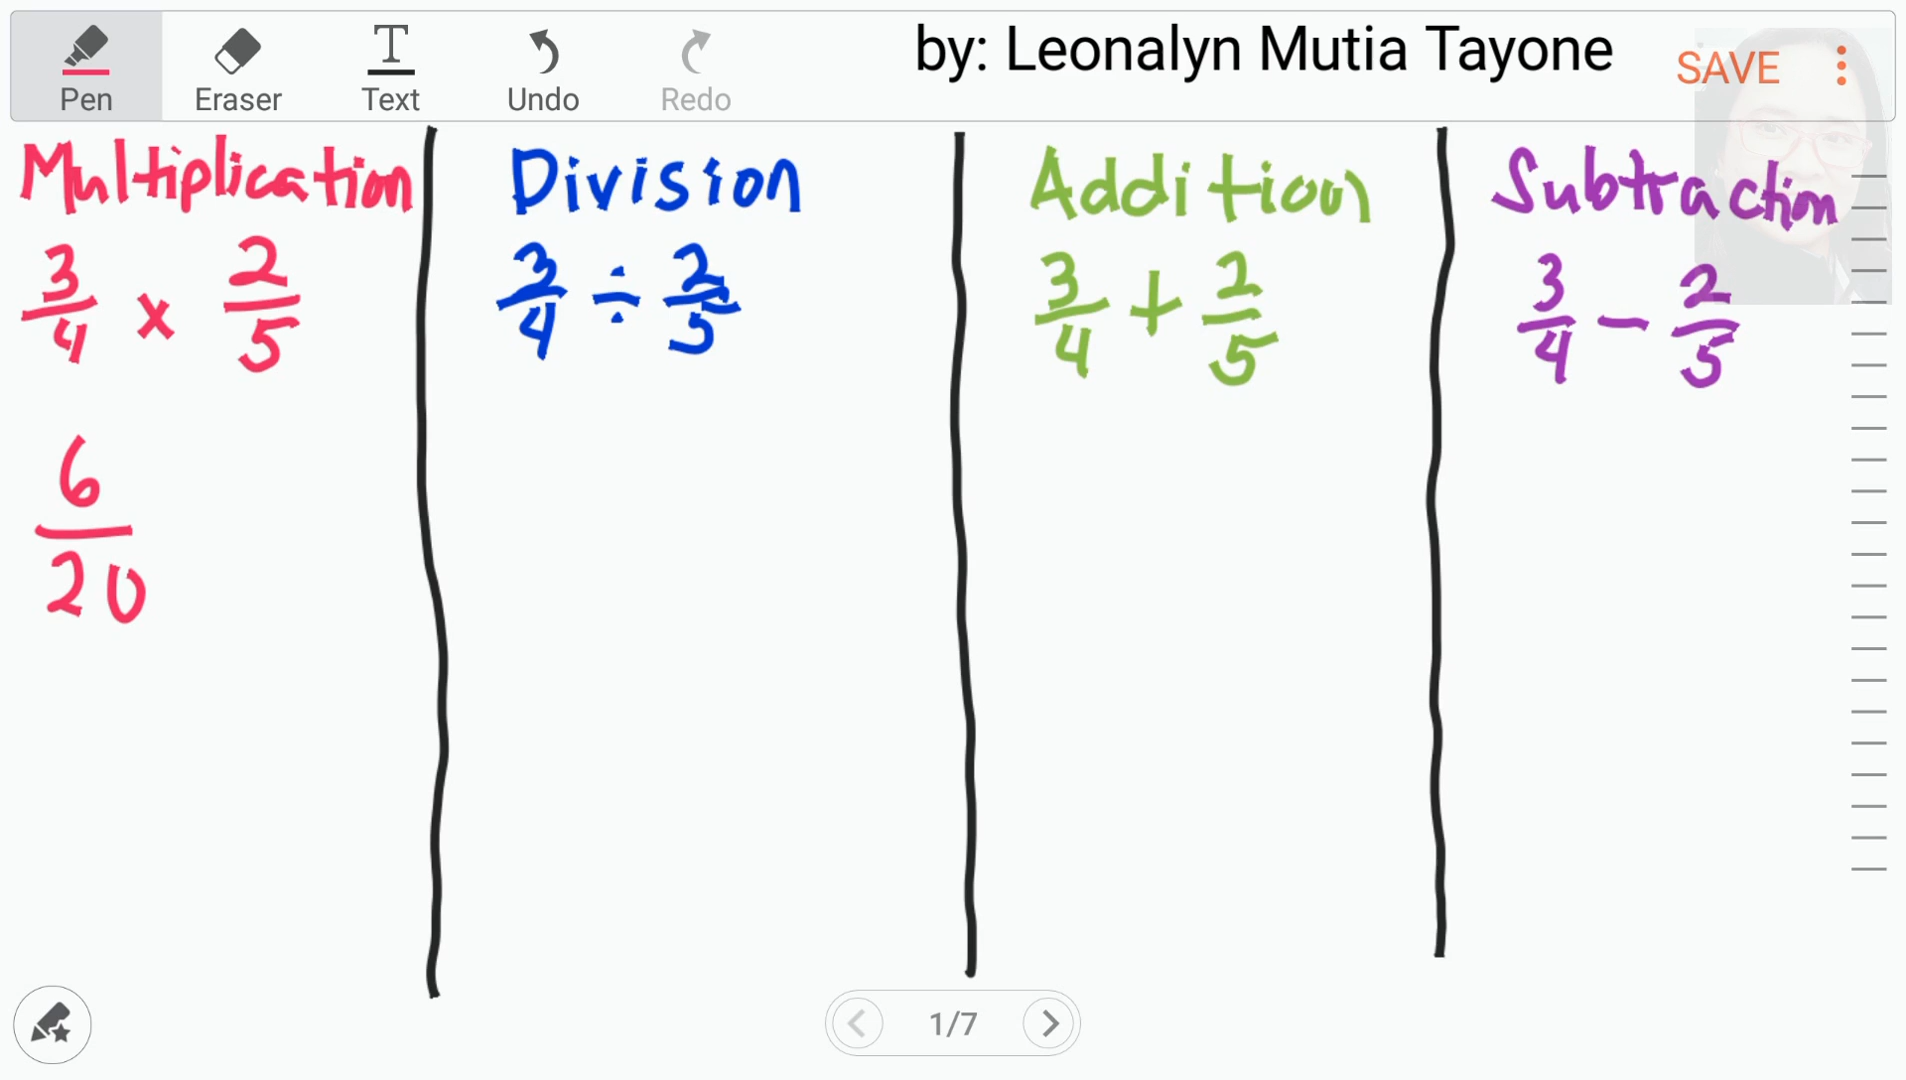 Pen
Eraser
Text
Undo
Redo
by: Leonalyn Mutia Tayone
SAVE
Multiplication
3/4 x 2/5
6/20
Division
3/4 ÷ 2/5
Addition
3/4 + 2/5
Subtraction
3/4 - 2/5
1/7